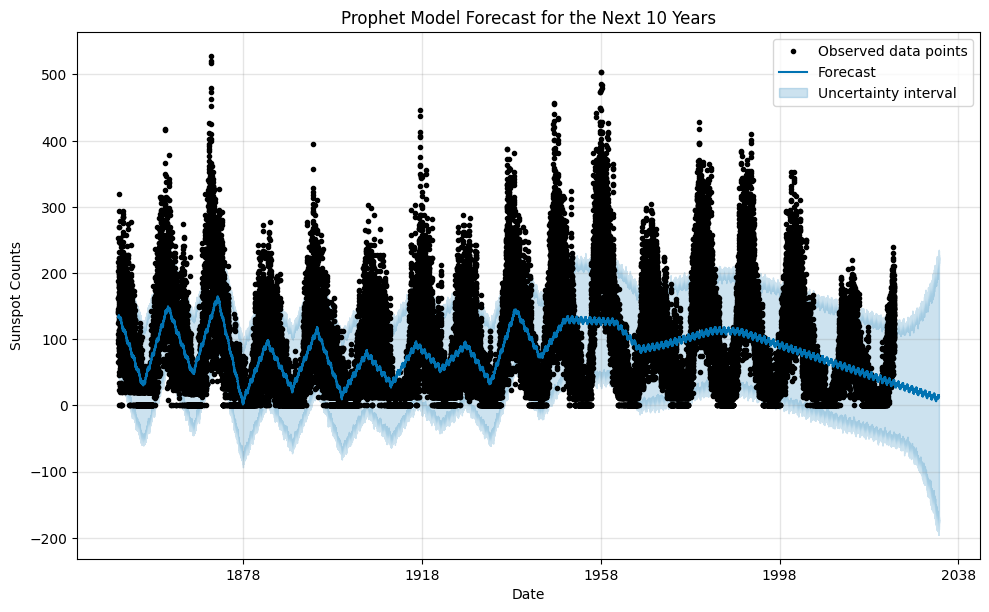 Prophet Model Forecast for the Next 10 Years
Observed data points
Forecast
Uncertainty interval
Sunspot Counts
500
400
300
200
100
0
−100
−200
1878
1918
1958
1998
2038
Date